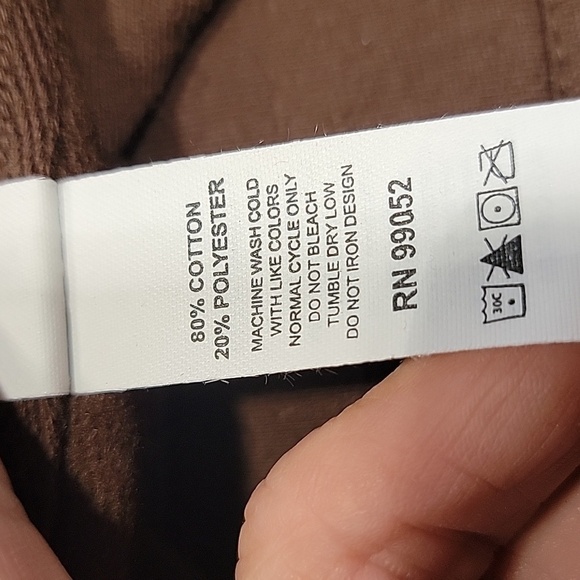 80% COTTON
20% POLYESTER
MACHINE WASH COLD
WITH LIKE COLORS
NORMAL CYCLE ONLY
DO NOT BLEACH
TUMBLE DRY LOW
DO NOT IRON DESIGN
RN 99052
30C